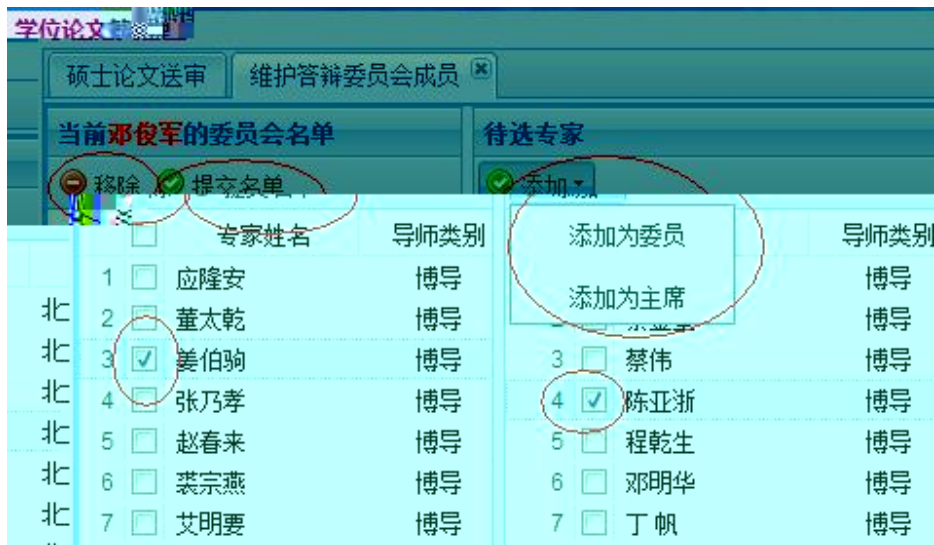 学位论文
硕士论文送审 维护答辩委员会成员
当前邓俊军的委员会名单 待选专家
移除 提交名单 添加
专家姓名 导师类别 添加为委员 导师类别
1 应隆安 博导 添加为主席 博导
北 2 董太乾 博导 博导
北 3 姜伯驹 博导 3 蔡伟 博导
北 4 张乃孝 博导 4 陈亚浙 博导
北 5 赵春来 博导 5 程乾生 博导
北 6 裘宗燕 博导 6 邓明华 博导
北 7 艾明要 博导 7 丁帆 博导